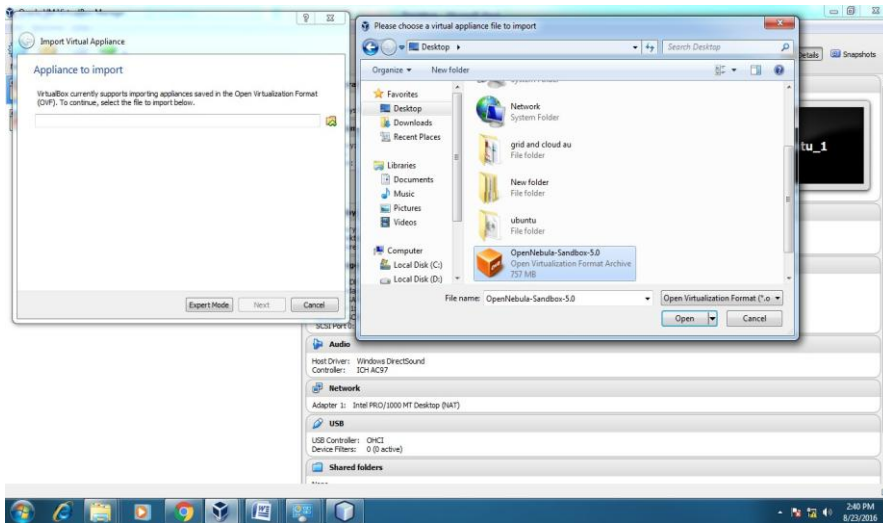 Import Virtual Appliance
Appliance to import
VirtualBox currently supports importing appliances saved in the Open Virtualization Format
(OVF). To continue, select the file to import below.
Expert Mode
Next
Cancel
Please choose a virtual appliance file to import
Desktop
Search Desktop
Organize
New folder
Favorites
Desktop
Downloads
Recent Places
Libraries
Documents
Music
Pictures
Videos
Computer
Local Disk (C:)
Local Disk (D:)
Network
System Folder
grid and cloud au
File folder
New folder
File folder
ubuntu
File folder
OpenNebula-Sandbox-5.0
Open Virtualization Format Archive
757 MB
File name: OpenNebula-Sandbox-5.0
Open Virtualization Format (*.o
Open
Cancel
Details
Snapshots
tu_1
SCSI Port 0:
Audio
Host Driver: Windows DirectSound
Controller: ICH AC97
Network
Adapter 1: Intel PRO/1000 MT Desktop (NAT)
USB
USB Controller: OHCI
Device Filters: 0 (0 active)
Shared folders
2:40 PM
8/23/2016